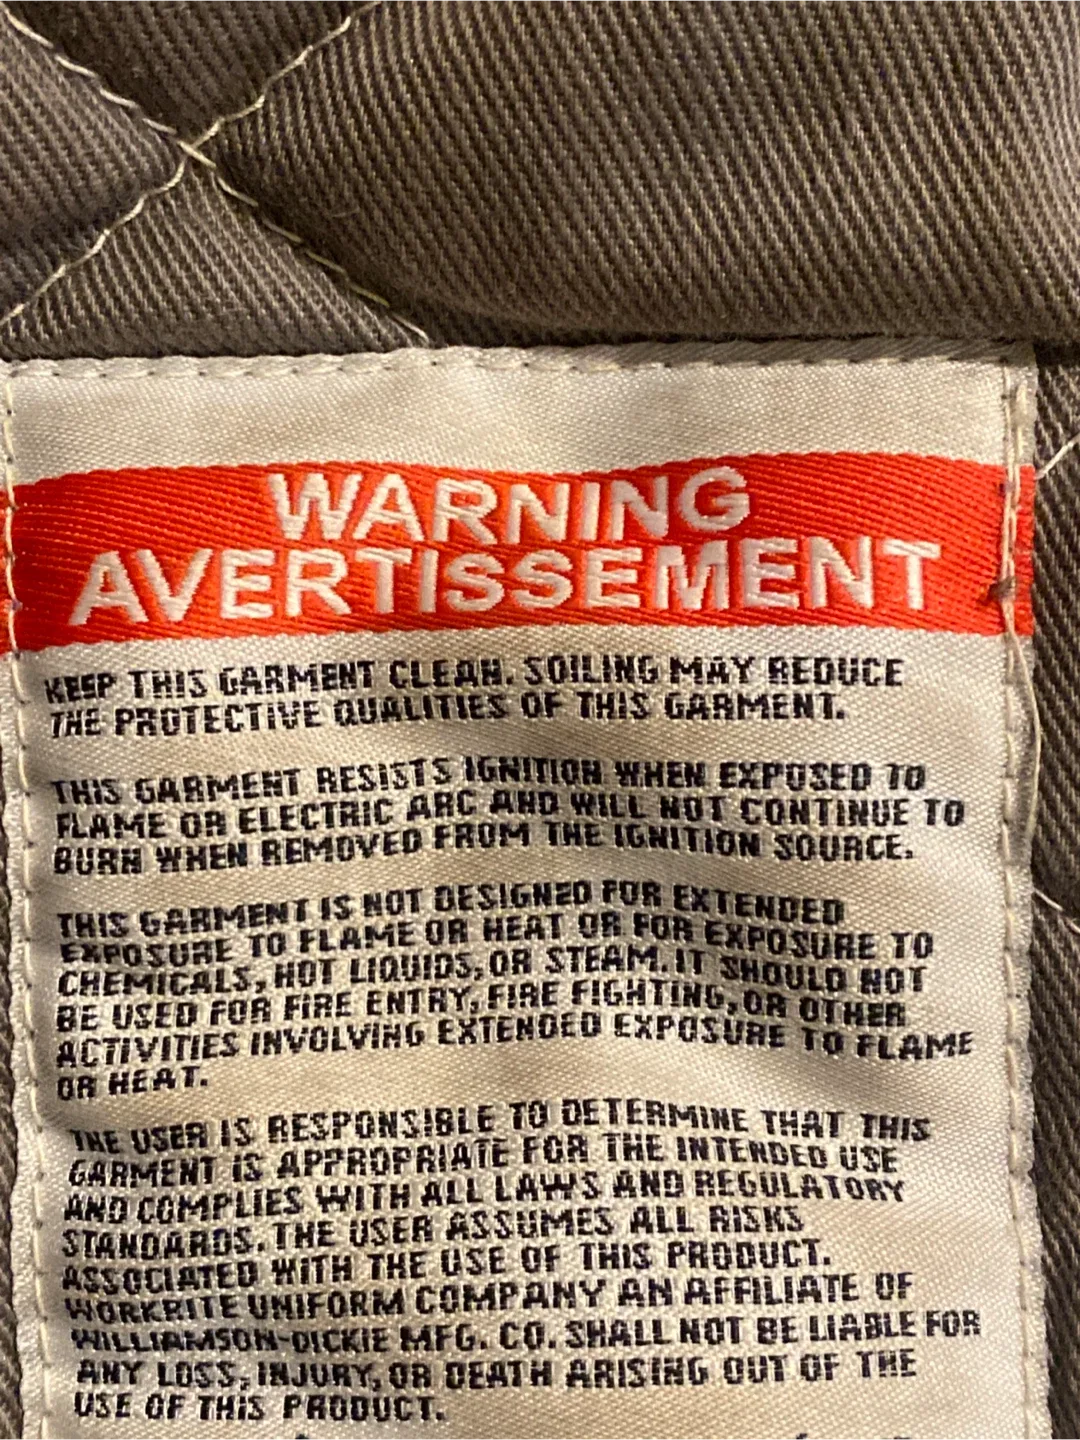 WARNING
AVERTISSEMENT
KEEP THIS GARMENT CLEAN. SOILING MAY REDUCE
THE PROTECTIVE QUALITIES OF THIS GARMENT.
THIS GARMENT RESISTS IGNITION WHEN EXPOSED TO
FLAME OR ELECTRIC ARC AND WILL NOT CONTINUE TO
BURN WHEN REMOVED FROM THE IGNITION SOURCE.
THIS GARMENT IS NOT DESIGNED FOR EXTENDED
EXPOSURE TO FLAME OR HEAT OR FOR EXPOSURE TO
CHEMICALS, HOT LIQUIDS, OR STEAM. IT SHOULD NOT
BE USED FOR FIRE ENTRY, FIRE FIGHTING, OR OTHER
ACTIVITIES INVOLVING EXTENDED EXPOSURE TO FLAME
OR HEAT.
THE USER IS RESPONSIBLE TO DETERMINE THAT THIS
GARMENT IS APPROPRIATE FOR THE INTENDED USE
AND COMPLIES WITH ALL LAWS AND REGULATORY
STANDARDS. THE USER ASSUMES ALL RISKS
ASSOCIATED WITH THE USE OF THIS PRODUCT.
WORKRITE UNIFORM COMPANY AN AFFILIATE OF
WILLIAMSON-DICKIE MFG. CO. SHALL NOT BE LIABLE FOR
ANY LOSS, INJURY, OR DEATH ARISING OUT OF THE
USE OF THIS PRODUCT.